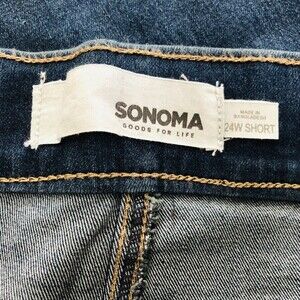 SONOMA
GOODS FOR LIFE
MADE IN
BANGLADESH
24W SHORT